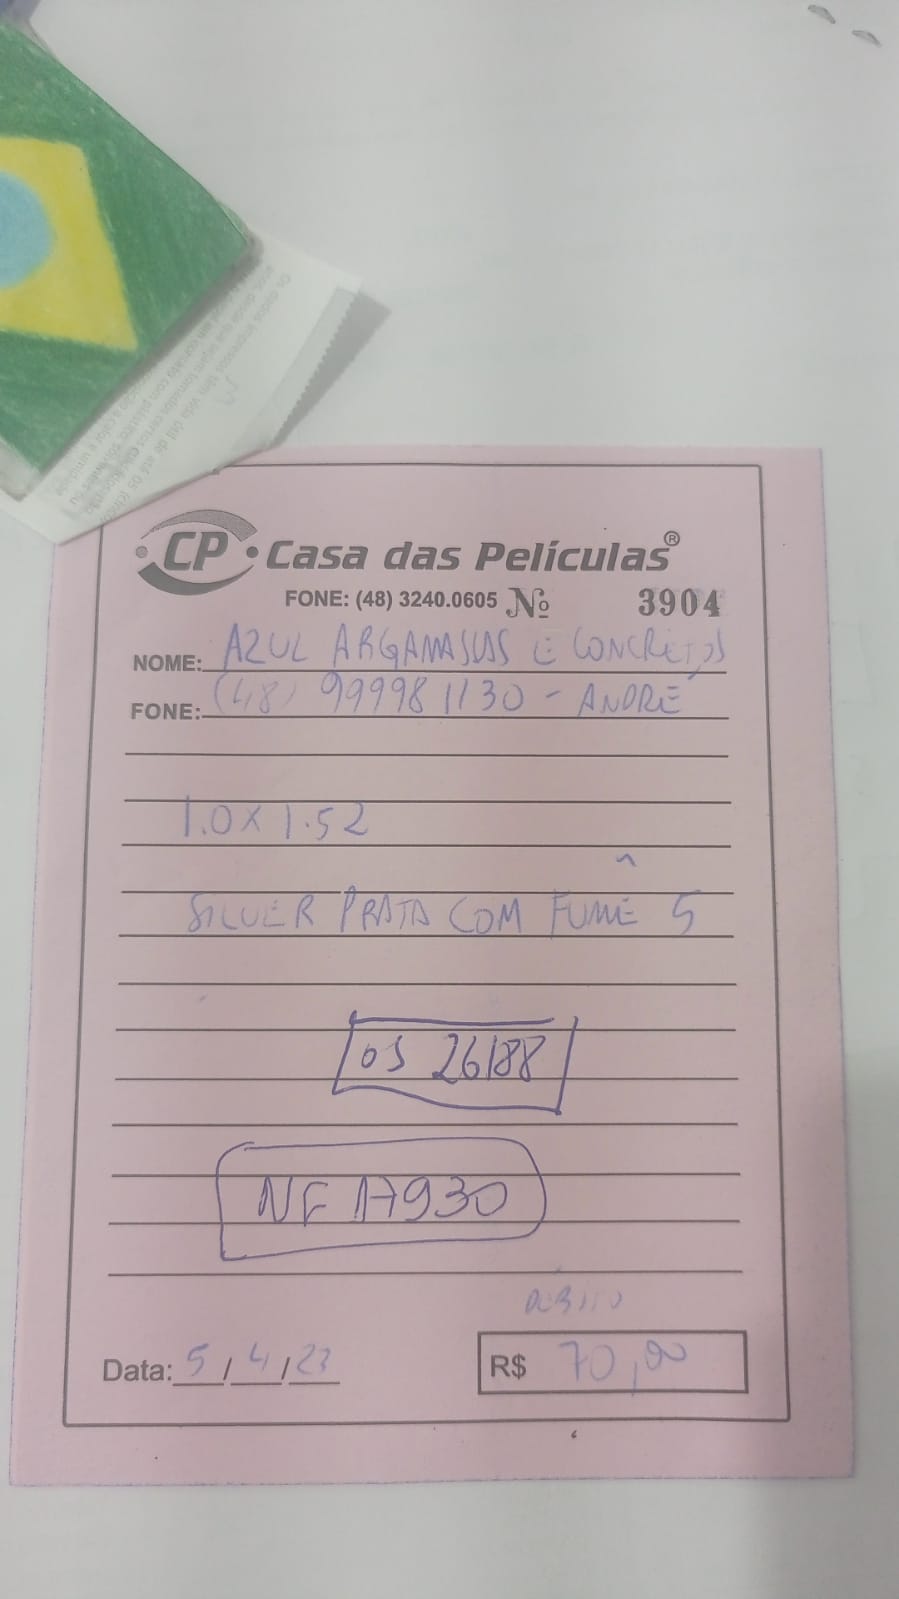 CP Casa das Películas®
FONE: (48) 3240.0605 Nº 3904
NOME: AZUL ARGAMASSAS E CONCRETOS
FONE: (48) 99998 1130 - ANDRÉ
1.0 X 1.52
SILVER PRATA COM FUMÊ 5
OS 26188
NF 17930
DÉBITO
Data: 5/4/23 R$ 70,00